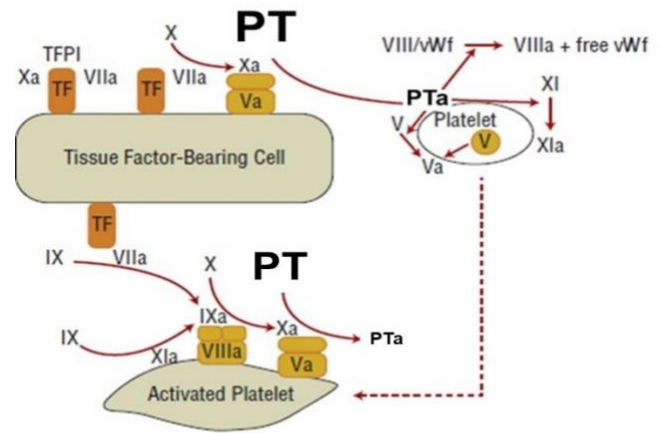 X
PT
VIII/vWf
VIIIa + free vWf
TFPI
Xa
TF
VIIa
TF
VIIa
Xa
Va
PTa
XI
V
Platelet
V
XIa
Va
Tissue Factor-Bearing Cell
TF
IX
VIIa
X
PT
IXa
Xa
PTa
IX
XIa
VIIIa
Va
Activated Platelet